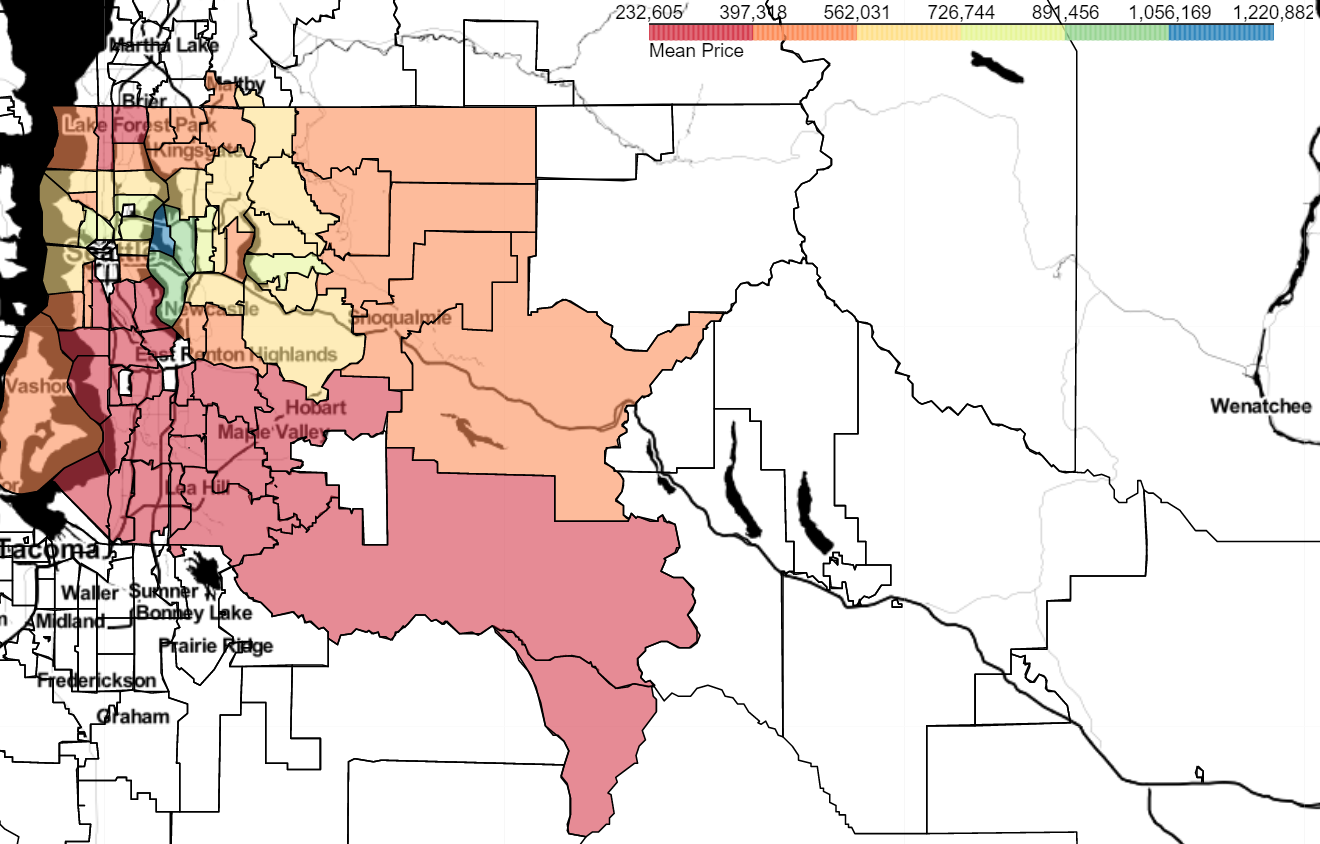 232,605 397,318 562,031 726,744 891,456 1,056,169 1,220,882
Mean Price
Martha Lake
Maltby
Brier
Lake Forest Park
Kingsgate
Seattle
Newcastle
Snoqualmie
East Renton Highlands
Vashon
Hobart
Maple Valley
Wenatchee
Lea Hill
Tacoma
Waller
Sumner
Bonney Lake
Midland
Prairie Ridge
Frederickson
Graham